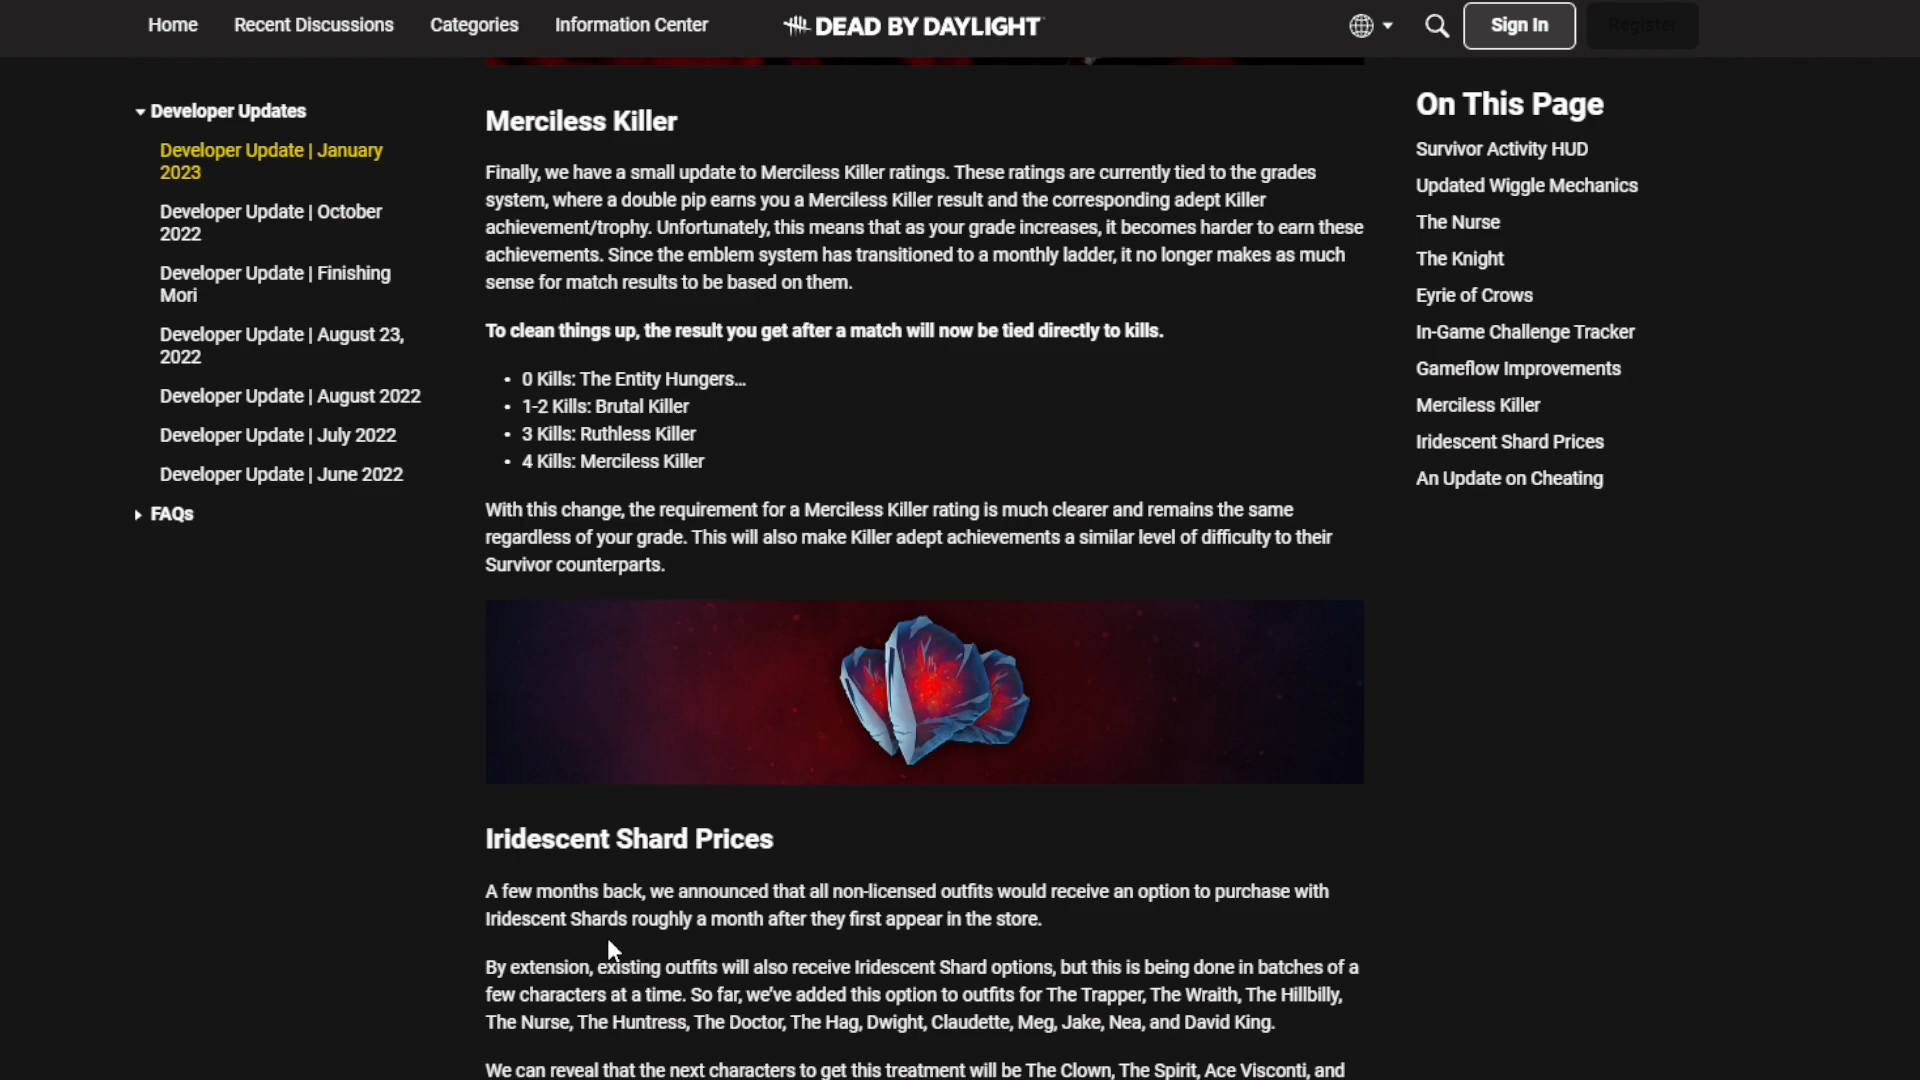 Home Recent Discussions Categories Information Center DEAD BY DAYLIGHT Sign In Register
Developer Updates
Developer Update | January
2023
Developer Update | October
2022
Developer Update | Finishing
Mori
Developer Update | August 23,
2022
Developer Update | August 2022
Developer Update | July 2022
Developer Update | June 2022
FAQs
Merciless Killer
Finally, we have a small update to Merciless Killer ratings. These ratings are currently tied to the grades
system, where a double pip earns you a Merciless Killer result and the corresponding adept Killer
achievement/trophy. Unfortunately, this means that as your grade increases, it becomes harder to earn these
achievements. Since the emblem system has transitioned to a monthly ladder, it no longer makes as much
sense for match results to be based on them.
To clean things up, the result you get after a match will now be tied directly to kills.
• 0 Kills: The Entity Hungers…
• 1-2 Kills: Brutal Killer
• 3 Kills: Ruthless Killer
• 4 Kills: Merciless Killer
With this change, the requirement for a Merciless Killer rating is much clearer and remains the same
regardless of your grade. This will also make Killer adept achievements a similar level of difficulty to their
Survivor counterparts.
Iridescent Shard Prices
A few months back, we announced that all non-licensed outfits would receive an option to purchase with
Iridescent Shards roughly a month after they first appear in the store.
By extension, existing outfits will also receive Iridescent Shard options, but this is being done in batches of a
few characters at a time. So far, we've added this option to outfits for The Trapper, The Wraith, The Hillbilly,
The Nurse, The Huntress, The Doctor, The Hag, Dwight, Claudette, Meg, Jake, Nea, and David King.
We can reveal that the next characters to get this treatment will be The Clown, The Spirit, Ace Visconti, and
On This Page
Survivor Activity HUD
Updated Wiggle Mechanics
The Nurse
The Knight
Eyrie of Crows
In-Game Challenge Tracker
Gameflow Improvements
Merciless Killer
Iridescent Shard Prices
An Update on Cheating